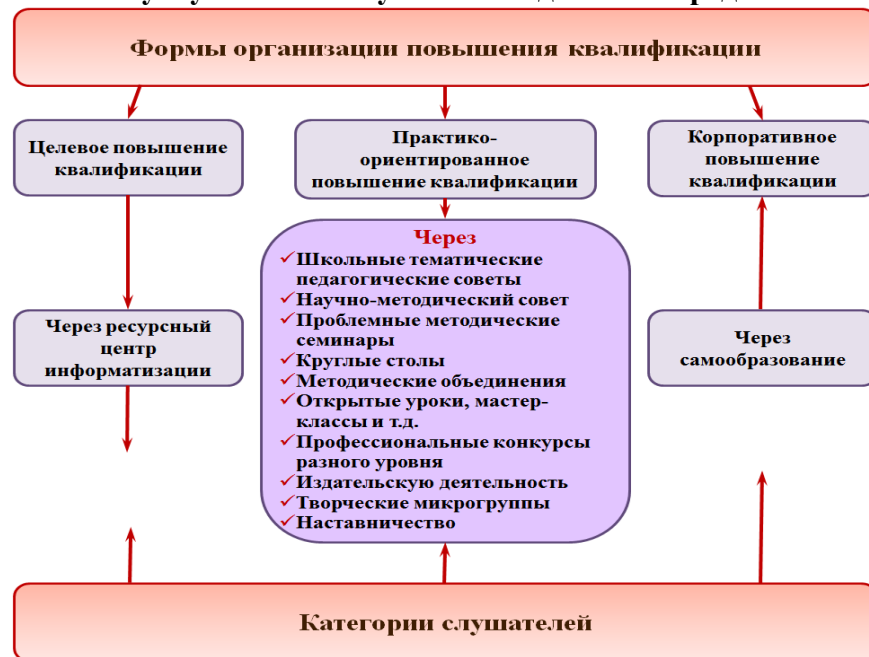 Формы организации повышения квалификации
Целевое повышение
квалификации
Практико-
ориентированное
повышение квалификации
Корпоративное
повышение
квалификации
Через
Школьные тематические
педагогические советы
Научно-методический совет
Проблемные методические
семинары
Круглые столы
Методические объединения
Открытые уроки, мастер-
классы и т.д.
Профессиональные конкурсы
разного уровня
Издательскую деятельность
Творческие микрогруппы
Наставничество
Через ресурсный
центр
информатизации
Через
самообразование
Категории слушателей